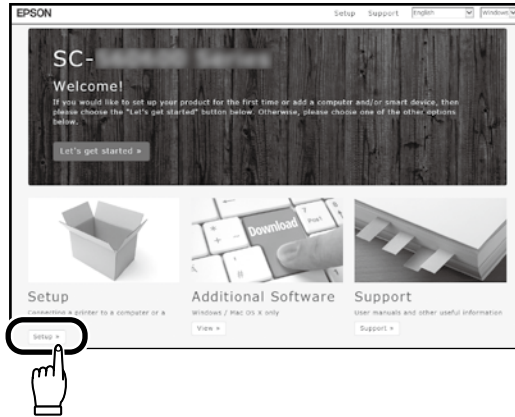 EPSON
Setup Support English Windows
SC-
Welcome!
If you would like to set up your product for the first time or add a computer and/or smart device, then
please choose the "Let's get started" button below. Otherwise, please choose one of the other options
below.
Let's get started »
Download
Setup
Additional Software
Support
Connecting a printer to a computer or a
Windows / Mac OS X only
User manuals and other useful information
Setup »
View »
Support »